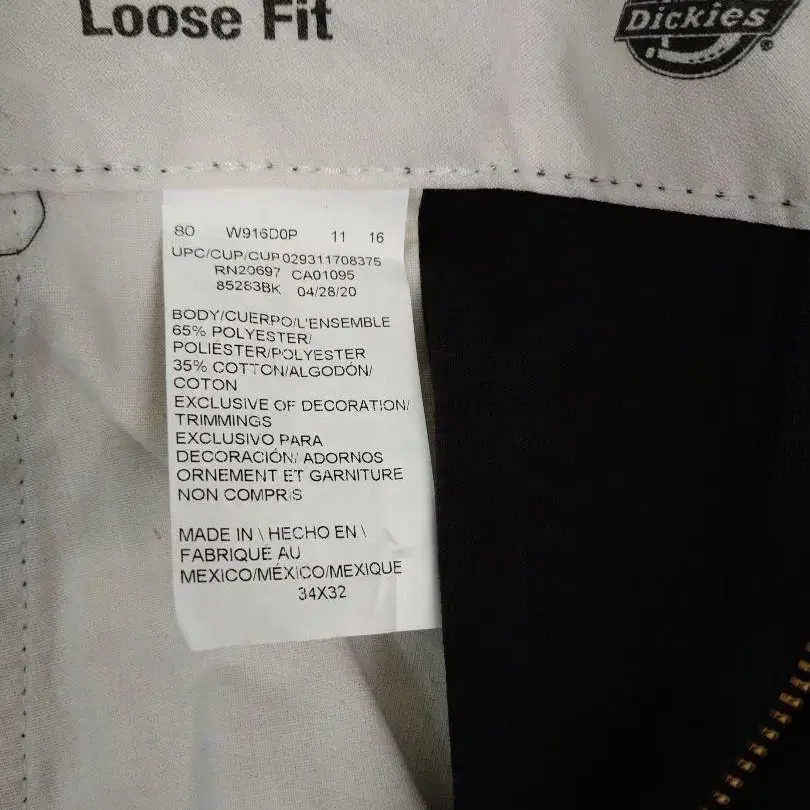 Loose Fit
Dickies
®
80 W916D0P 11 16
UPC/CUP/CUP 029311708375
RN20697 CA01095
85283BK 04/28/20
BODY/CUERPO/L'ENSEMBLE
65% POLYESTER/
POLIÉSTER/POLYESTER
35% COTTON/ALGODÓN/
COTON
EXCLUSIVE OF DECORATION/
TRIMMINGS
EXCLUSIVO PARA
DECORACIÓN/ ADORNOS
ORNEMENT ET GARNITURE
NON COMPRIS
MADE IN \ HECHO EN \
FABRIQUÉ AU
MEXICO/MÉXICO/MEXIQUE
34X32